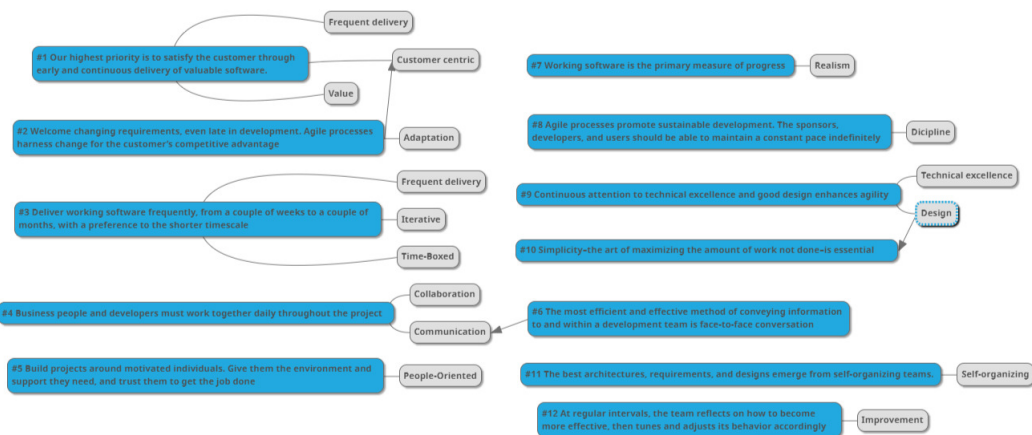 Frequent delivery
#1 Our highest priority is to satisfy the customer through
early and continuous delivery of valuable software.
Customer centric
Value
#2 Welcome changing requirements, even late in development. Agile processes
harness change for the customer's competitive advantage
Adaptation
Frequent delivery
#3 Deliver working software frequently, from a couple of weeks to a couple of
months, with a preference to the shorter timescale
Iterative
Time-Boxed
Collaboration
#4 Business people and developers must work together daily throughout the project
Communication
#5 Build projects around motivated individuals. Give them the environment and
support they need, and trust them to get the job done
People-Oriented
#7 Working software is the primary measure of progress
Realism
#8 Agile processes promote sustainable development. The sponsors,
developers, and users should be able to maintain a constant pace indefinitely
Dicipline
Technical excellence
#9 Continuous attention to technical excellence and good design enhances agility
Design
#10 Simplicity–the art of maximizing the amount of work not done–is essential
#6 The most efficient and effective method of conveying information
to and within a development team is face-to-face conversation
#11 The best architectures, requirements, and designs emerge from self-organizing teams.
Self-organizing
#12 At regular intervals, the team reflects on how to become
more effective, then tunes and adjusts its behavior accordingly
Improvement